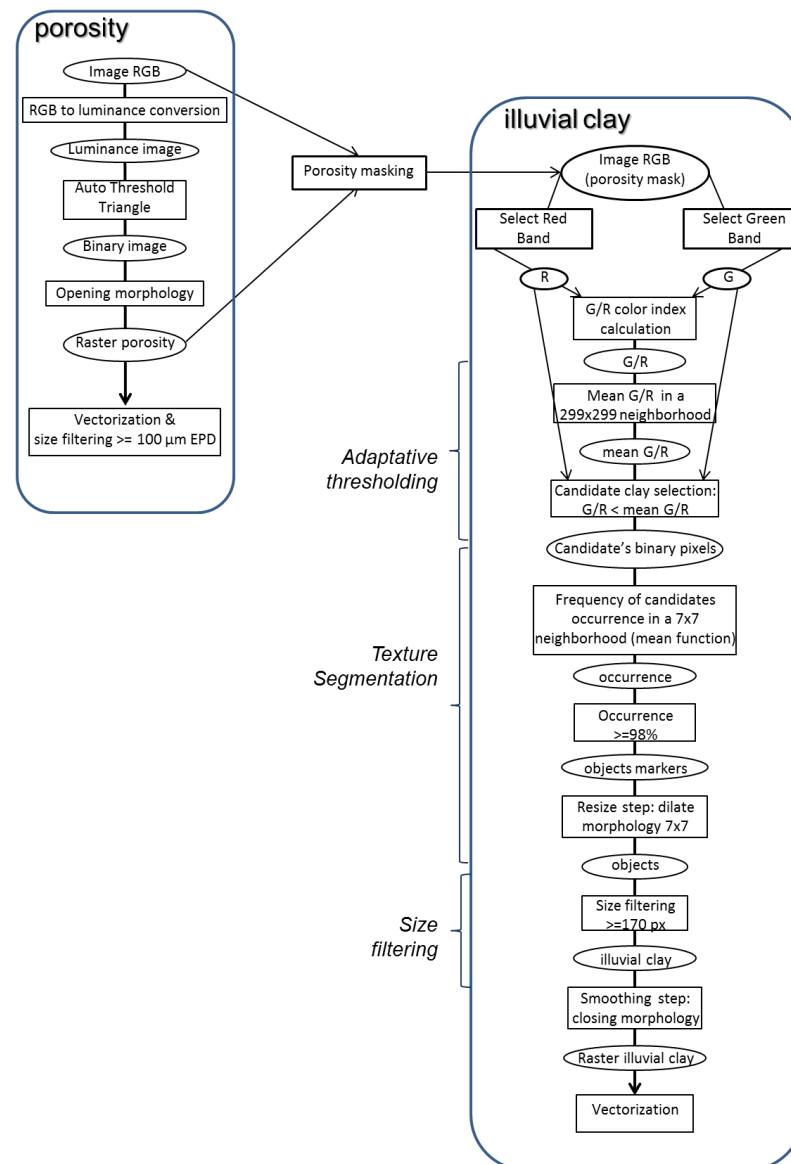 porosity
Image RGB
RGB to luminance conversion
Luminance image
Auto Threshold
Triangle
Binary image
Opening morphology
Raster porosity
Vectorization &
size filtering >= 100 µm EPD
Porosity masking
illuvial clay
Image RGB
(porosity mask)
Select Red
Band
Select Green
Band
R
G
G/R color index
calculation
G/R
Mean G/R in a
299x299 neighborhood
mean G/R
Candidate clay selection:
G/R < mean G/R
Adaptative
thresholding
Candidate's binary pixels
Frequency of candidates
occurrence in a 7x7
neighborhood (mean function)
occurrence
Occurrence
>=98%
objects markers
Resize step: dilate
morphology 7x7
objects
Texture
Segmentation
Size filtering
>=170 px
illuvial clay
Size
filtering
Smoothing step:
closing morphology
Raster illuvial clay
Vectorization